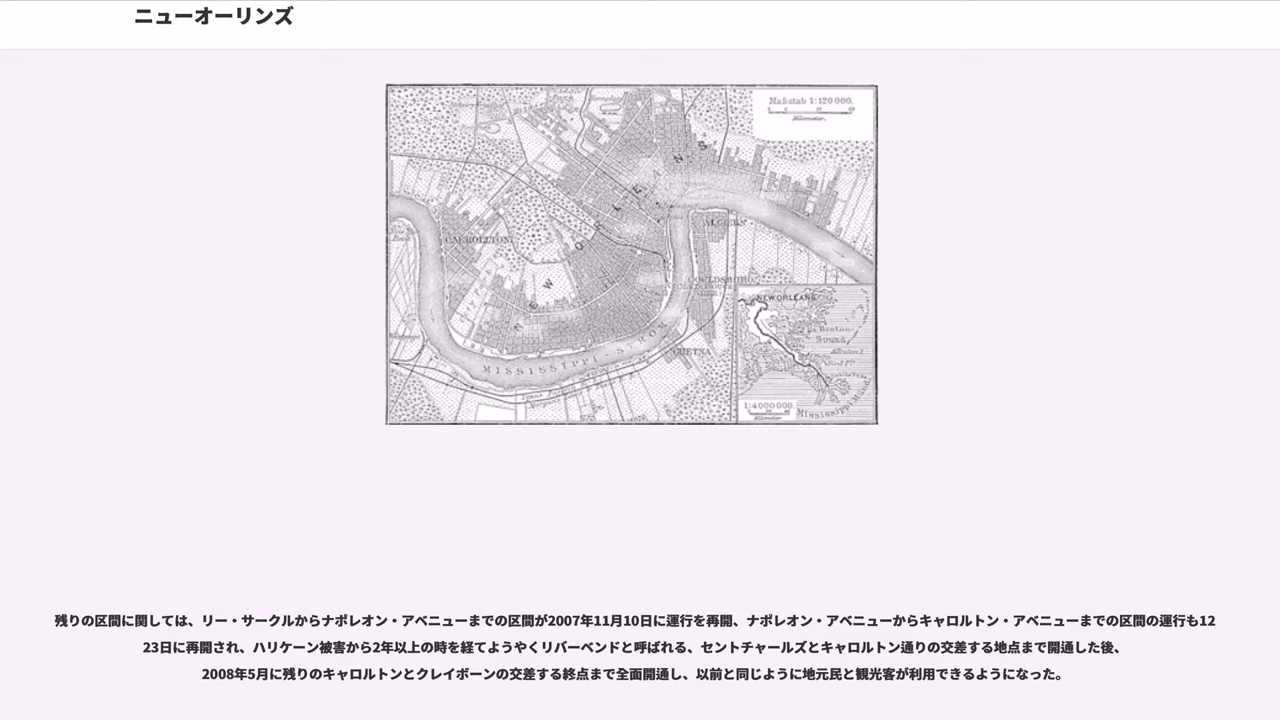 ニューオーリンズ
Maßstab 1:120 000.
Kilometer.
NEW ORLEANS
CARROLLTON
ALGIERS
GOULDSBORO
GRETNA
MISSISSIPPI-STROM
NEW ORLEANS
Breton
Sound
1:4 000 000.
Kilometer
Mississippi
残りの区間に関しては、リー・サークルからナポレオン・アベニューまでの区間が2007年11月10日に運行を再開、ナポレオン・アベニューからキャロルトン・アベニューまでの区間の運行も12
23日に再開され、ハリケーン被害から2年以上の時を経てようやくリバーベンドと呼ばれる、セントチャールズとキャロルトン通りの交差する地点まで開通した後、
2008年5月に残りのキャロルトンとクレイボーンの交差する終点まで全面開通し、以前と同じように地元民と観光客が利用できるようになった。